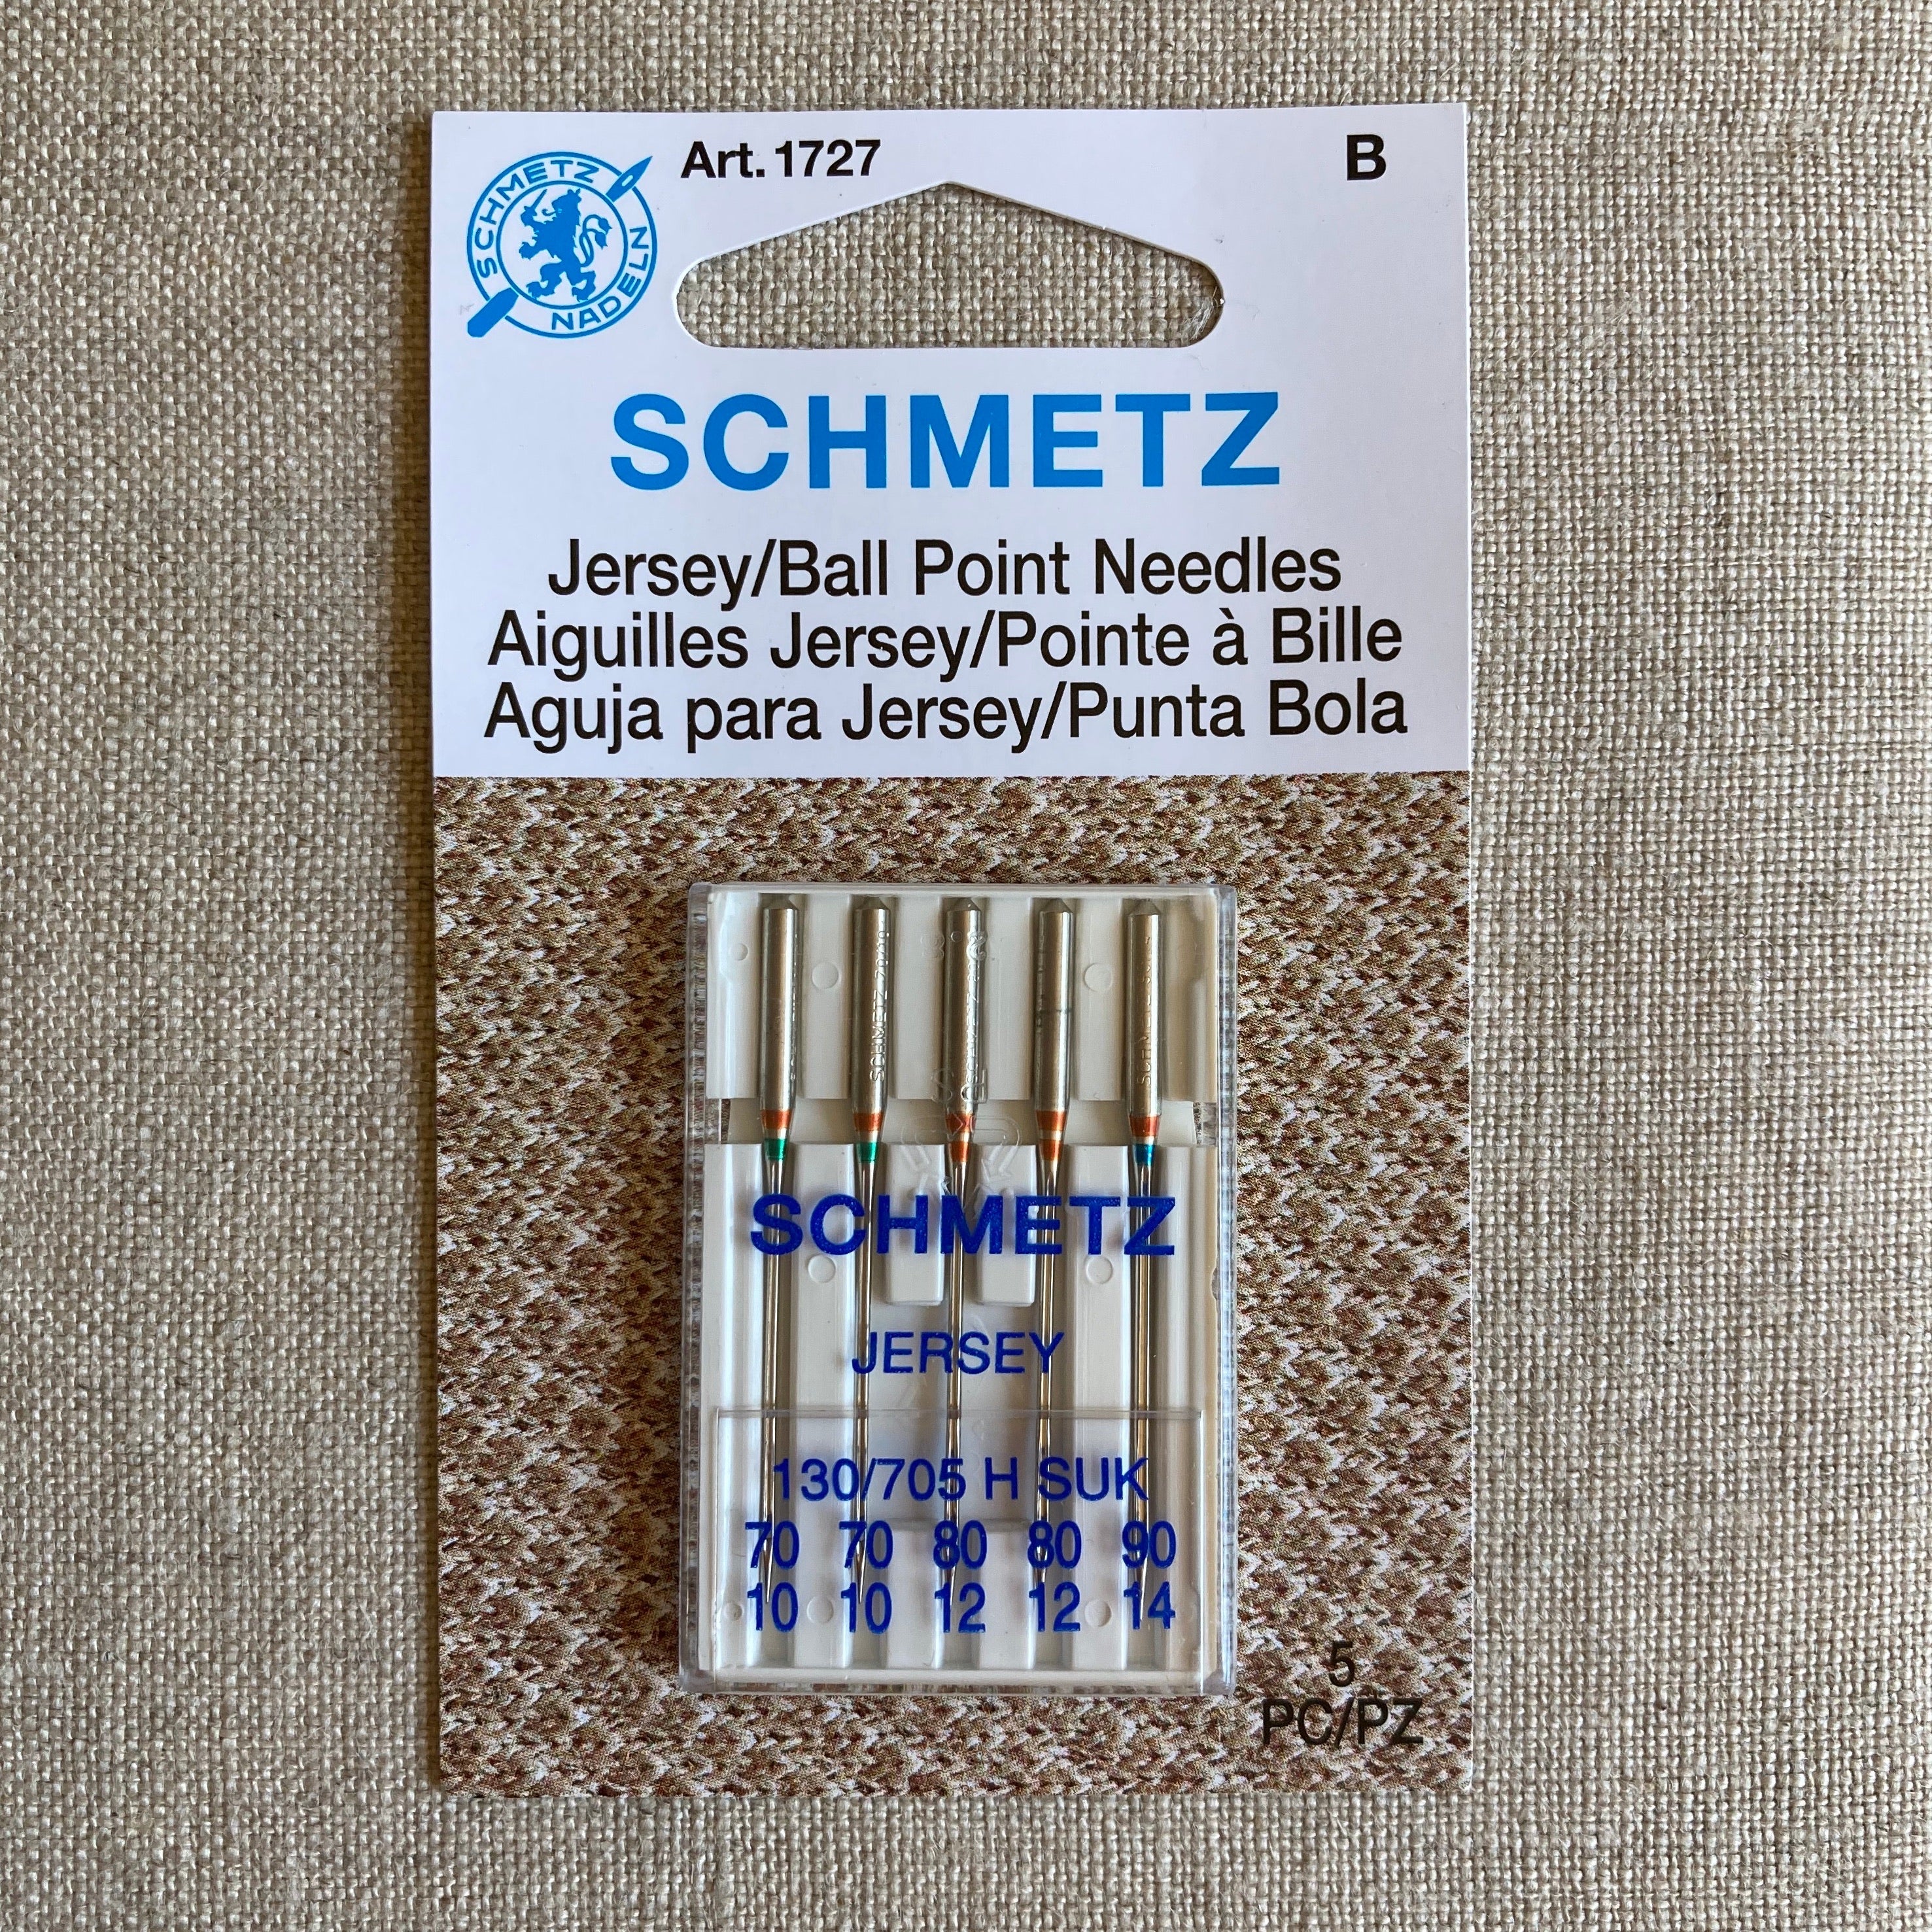 Art. 1727
B
SCHMETZ
NADELN
SCHMETZ
Jersey/Ball Point Needles
Aiguilles Jersey/Pointe à Bille
Aguja para Jersey/Punta Bola
SCHMETZ
JERSEY
130/705 H SUK
70 70 80 80 90
10 10 12 12 14
5
PC/PZ